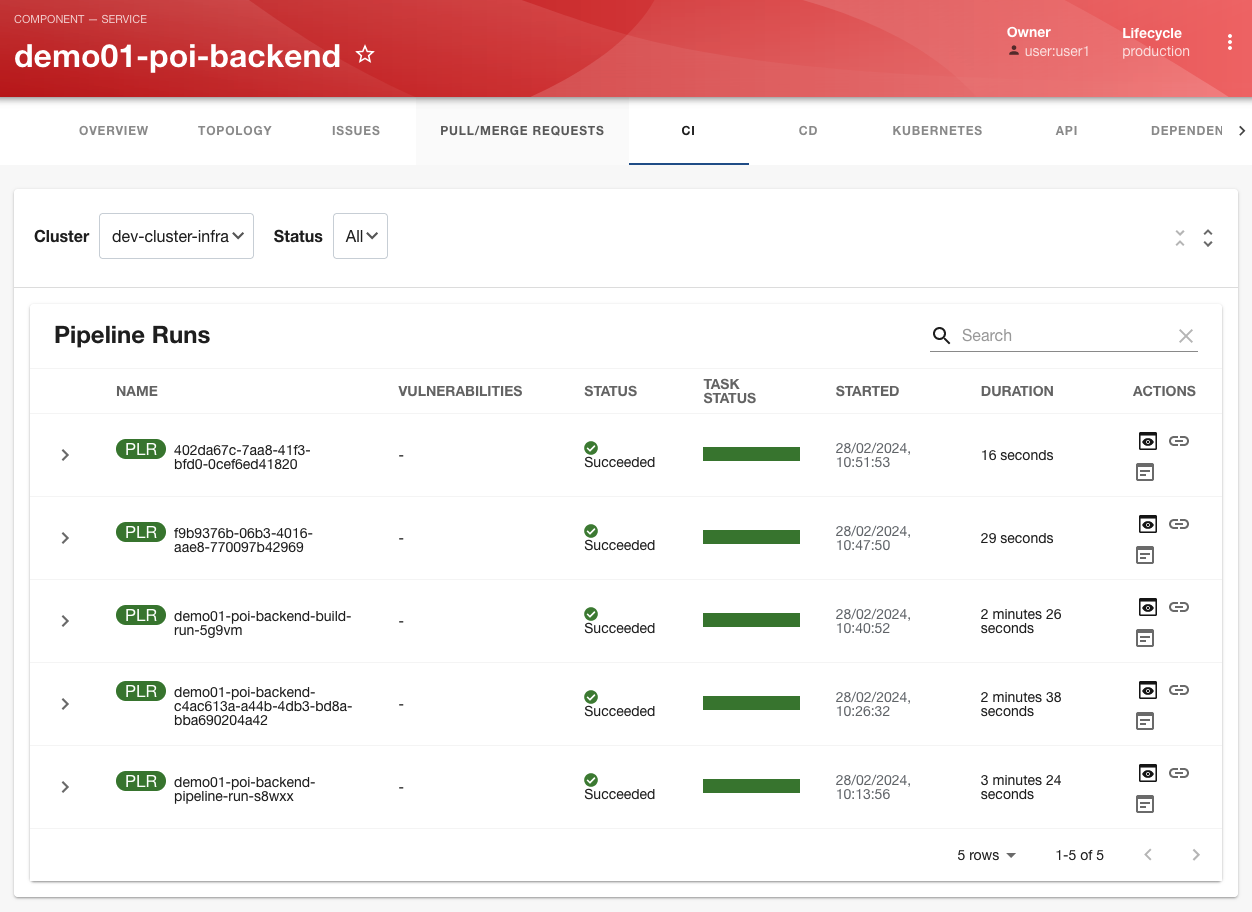 COMPONENT — SERVICE
demo01-poi-backend
Owner
user:user1
Lifecycle
production
OVERVIEW TOPOLOGY ISSUES PULL/MERGE REQUESTS CI CD KUBERNETES API DEPENDEN
Cluster dev-cluster-infra Status All
Pipeline Runs
Search
NAME VULNERABILITIES STATUS TASK STATUS STARTED DURATION ACTIONS
PLR 402da67c-7aa8-41f3-
bfd0-0cef6ed41820
-
Succeeded
28/02/2024,
10:51:53
16 seconds
PLR f9b9376b-06b3-4016-
aae8-770097b42969
-
Succeeded
28/02/2024,
10:47:50
29 seconds
PLR demo01-poi-backend-build-
run-5g9vm
-
Succeeded
28/02/2024,
10:40:52
2 minutes 26
seconds
PLR demo01-poi-backend-
c4ac613a-a44b-4db3-bd8a-
bba690204a42
-
Succeeded
28/02/2024,
10:26:32
2 minutes 38
seconds
PLR demo01-poi-backend-
pipeline-run-s8wxx
-
Succeeded
28/02/2024,
10:13:56
3 minutes 24
seconds
5 rows 1-5 of 5